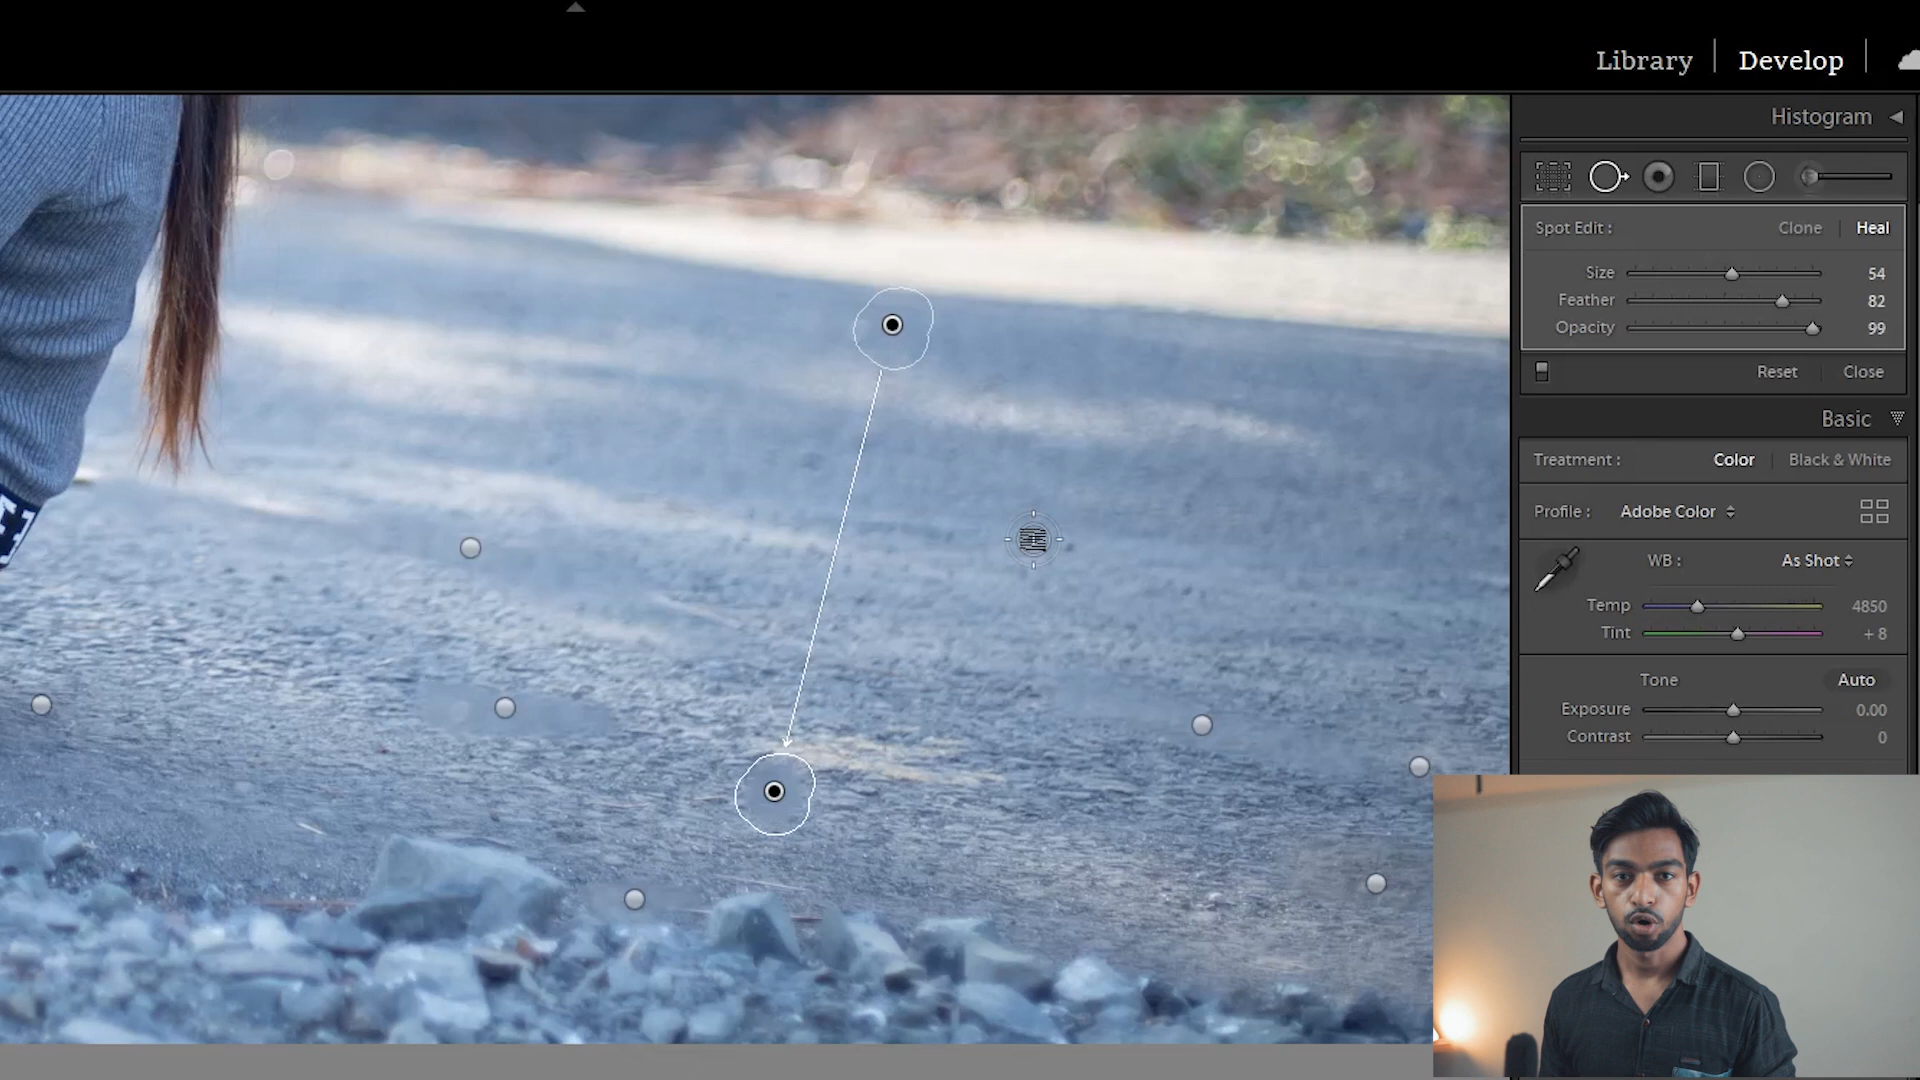 Library | Develop |
Histogram
Spot Edit : Clone | Heal
Size 54
Feather 82
Opacity 99
Reset Close
Basic
Treatment : Color | Black & White
Profile : Adobe Color
WB : As Shot
Temp 4850
Tint + 8
Tone Auto
Exposure 0.00
Contrast 0